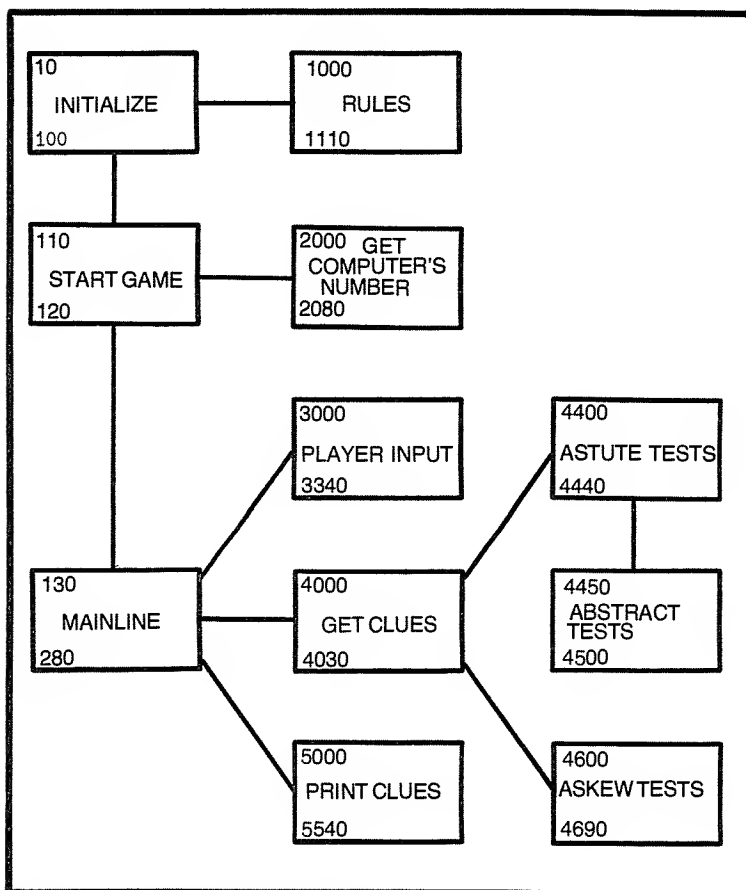 10
INITIALIZE
100
1000
RULES
1110
110
START GAME
120
2000 GET
COMPUTER'S
NUMBER
2080
3000
PLAYER INPUT
3340
4400
ASTUTE TESTS
4440
130
MAINLINE
280
4000
GET CLUES
4030
4450
ABSTRACT
TESTS
4500
5000
PRINT CLUES
5540
4600
ASKEW TESTS
4690